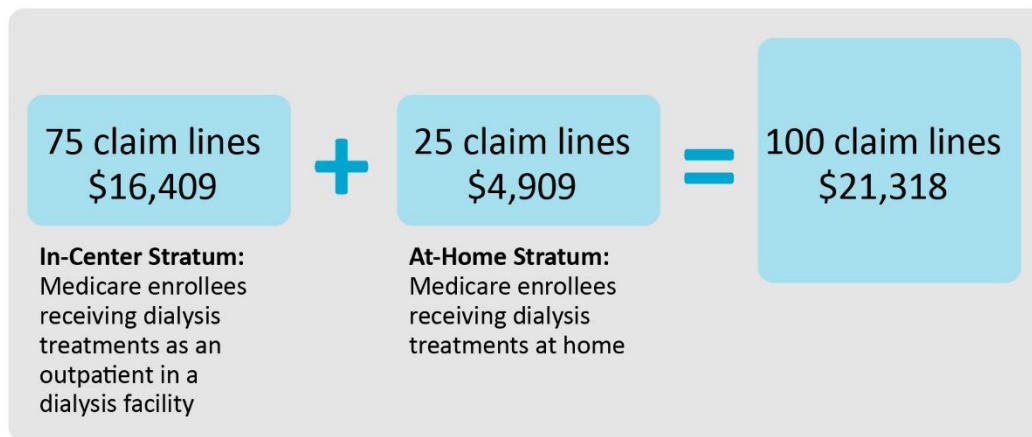 75 claim lines
$16,409
+
25 claim lines
$4,909
=
100 claim lines
$21,318
In-Center Stratum:
Medicare enrollees
receiving dialysis
treatments as an
outpatient in a
dialysis facility
At-Home Stratum:
Medicare enrollees
receiving dialysis
treatments at home